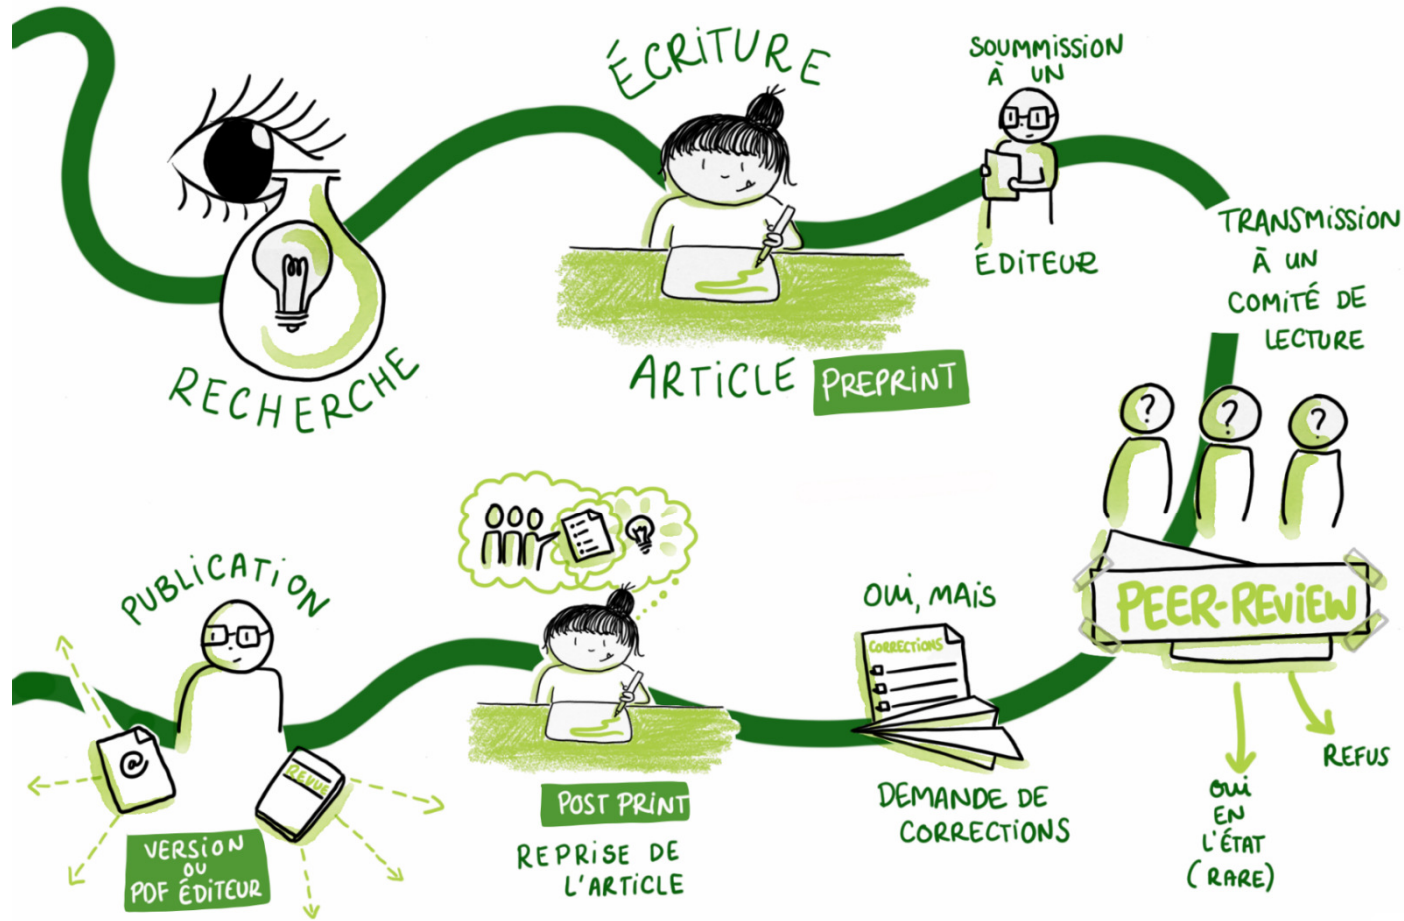 RECHERCHE
ÉCRITURE
ARTICLE
PREPRINT
SOUMMISSION
À UN
ÉDITEUR
TRANSMISSION
À UN
COMITÉ DE
LECTURE
?
?
?
PEER-REVIEW
REFUS
OUI
EN
L'ÉTAT
(RARE)
OUI, MAIS
CORRECTIONS
DEMANDE DE
CORRECTIONS
POST PRINT
REPRISE DE
L'ARTICLE
PUBLICATION
@
REVUE
VERSION
OU
PDF ÉDITEUR